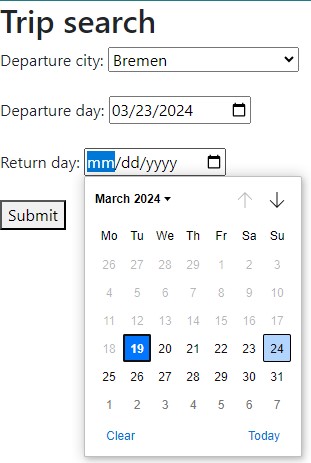 Trip search
Departure city: Bremen
Departure day: 03/23/2024
Return day: mm/dd/yyyy
Submit
March 2024
Mo Tu We Th Fr Sa Su
26 27 28 29 1 2 3
4 5 6 7 8 9 10
11 12 13 14 15 16 17
18 19 20 21 22 23 24
25 26 27 28 29 30 31
1 2 3 4 5 6 7
Clear Today